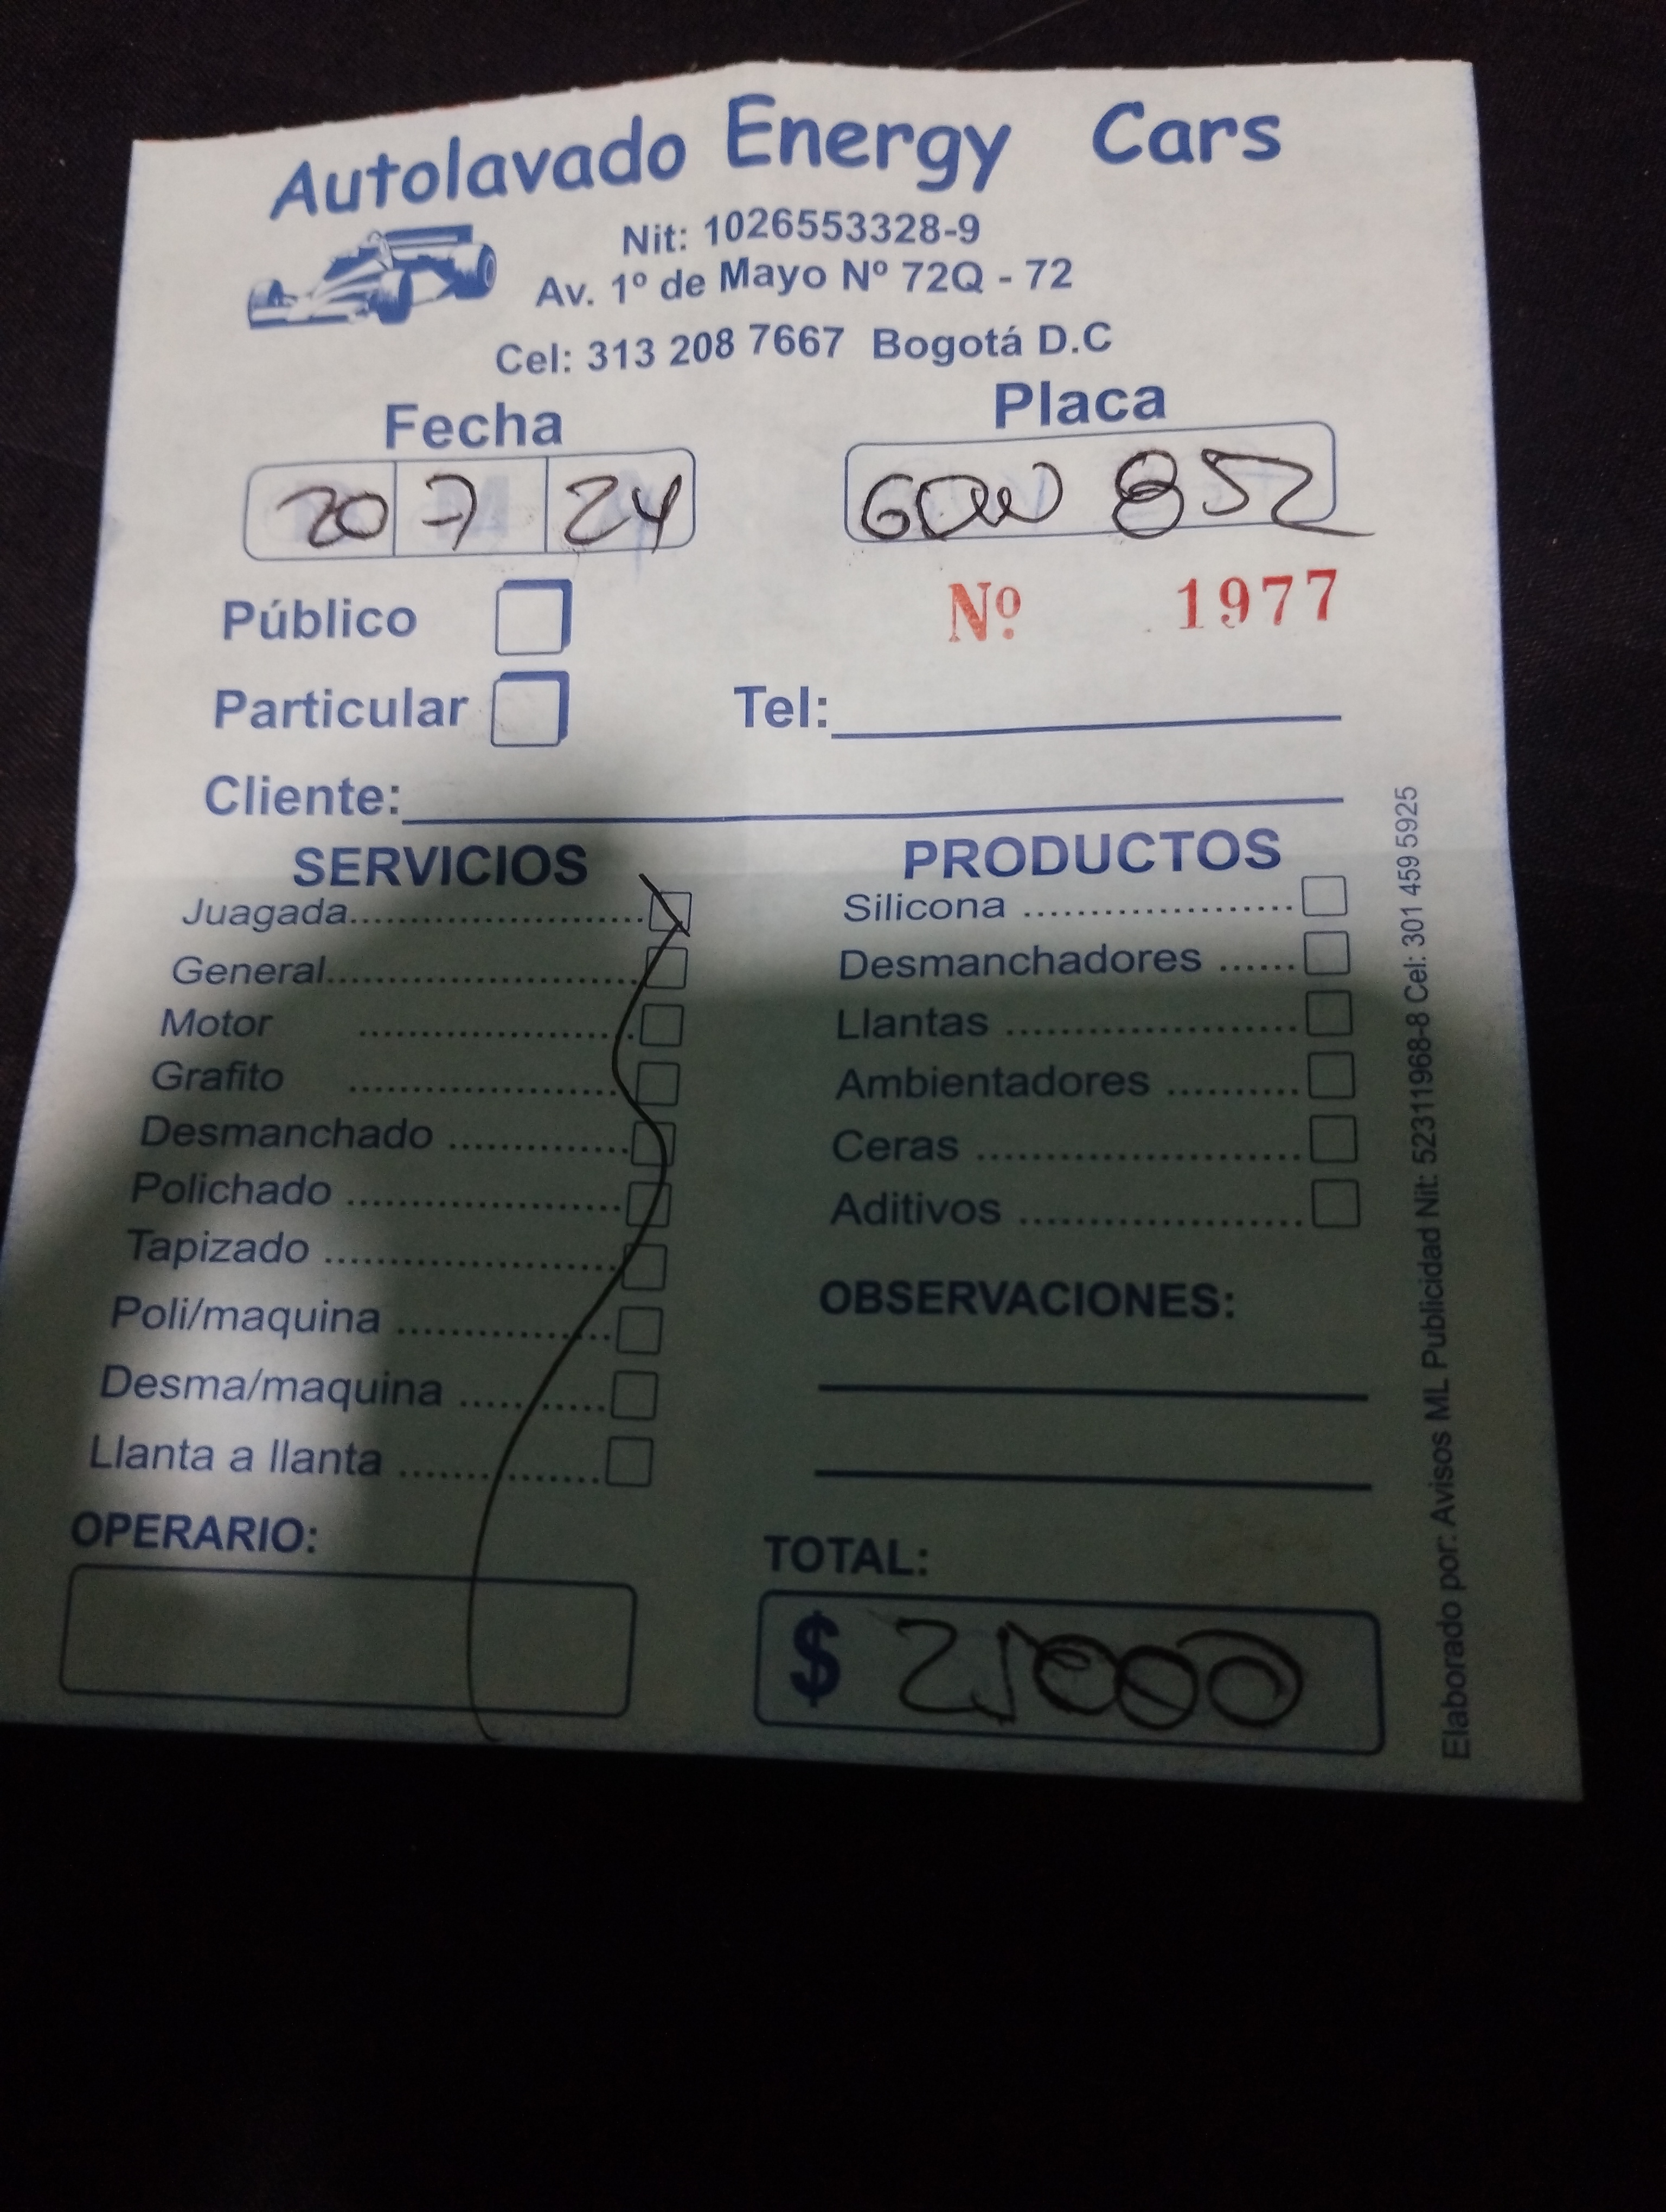 Autolavado Energy Cars
Nit: 1026553328-9
Av. 1º de Mayo Nº 72Q - 72
Cel: 313 208 7667 Bogotá D.C
Fecha Placa
20 7 24 852
Público Nº 1977
Particular Tel:
Cliente:
SERVICIOS
Juagada
General
Motor
Grafito
Desmanchado
Polichado
Tapizado
Poli/maquina
Desma/maquina
Llanta a llanta
OPERARIO:
PRODUCTOS
Silicona
Desmanchadores
Llantas
Ambientadores
Ceras
Aditivos
OBSERVACIONES:
TOTAL:
$ 21000
Elaborado por: Avisos ML Publicidad Nit: 52311968-8 Cel: 301 459 5925